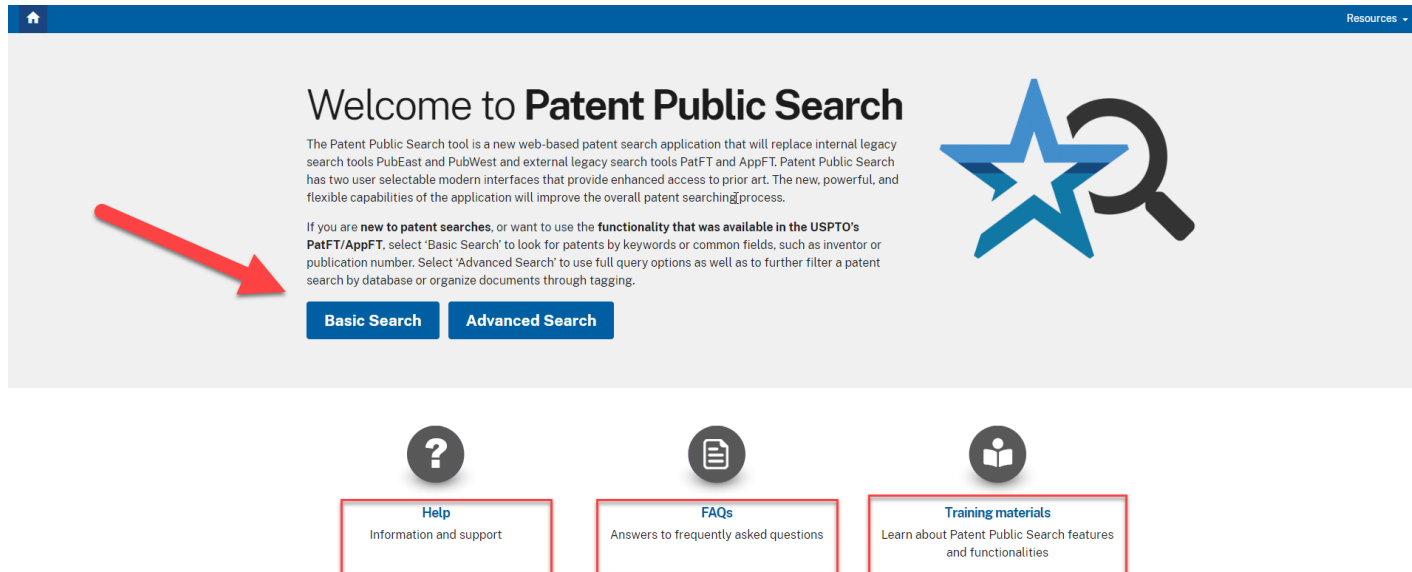 Resources
Welcome to Patent Public Search
The Patent Public Search tool is a new web-based patent search application that will replace internal legacy
search tools PubEast and PubWest and external legacy search tools PatFT and AppFT. Patent Public Search
has two user selectable modern interfaces that provide enhanced access to prior art. The new, powerful, and
flexible capabilities of the application will improve the overall patent searching process.
If you are new to patent searches, or want to use the functionality that was available in the USPTO's
PatFT/AppFT, select 'Basic Search' to look for patents by keywords or common fields, such as inventor or
publication number. Select 'Advanced Search' to use full query options as well as to further filter a patent
search by database or organize documents through tagging.
Basic Search
Advanced Search
?
Help
Information and support
FAQs
Answers to frequently asked questions
Training materials
Learn about Patent Public Search features
and functionalities